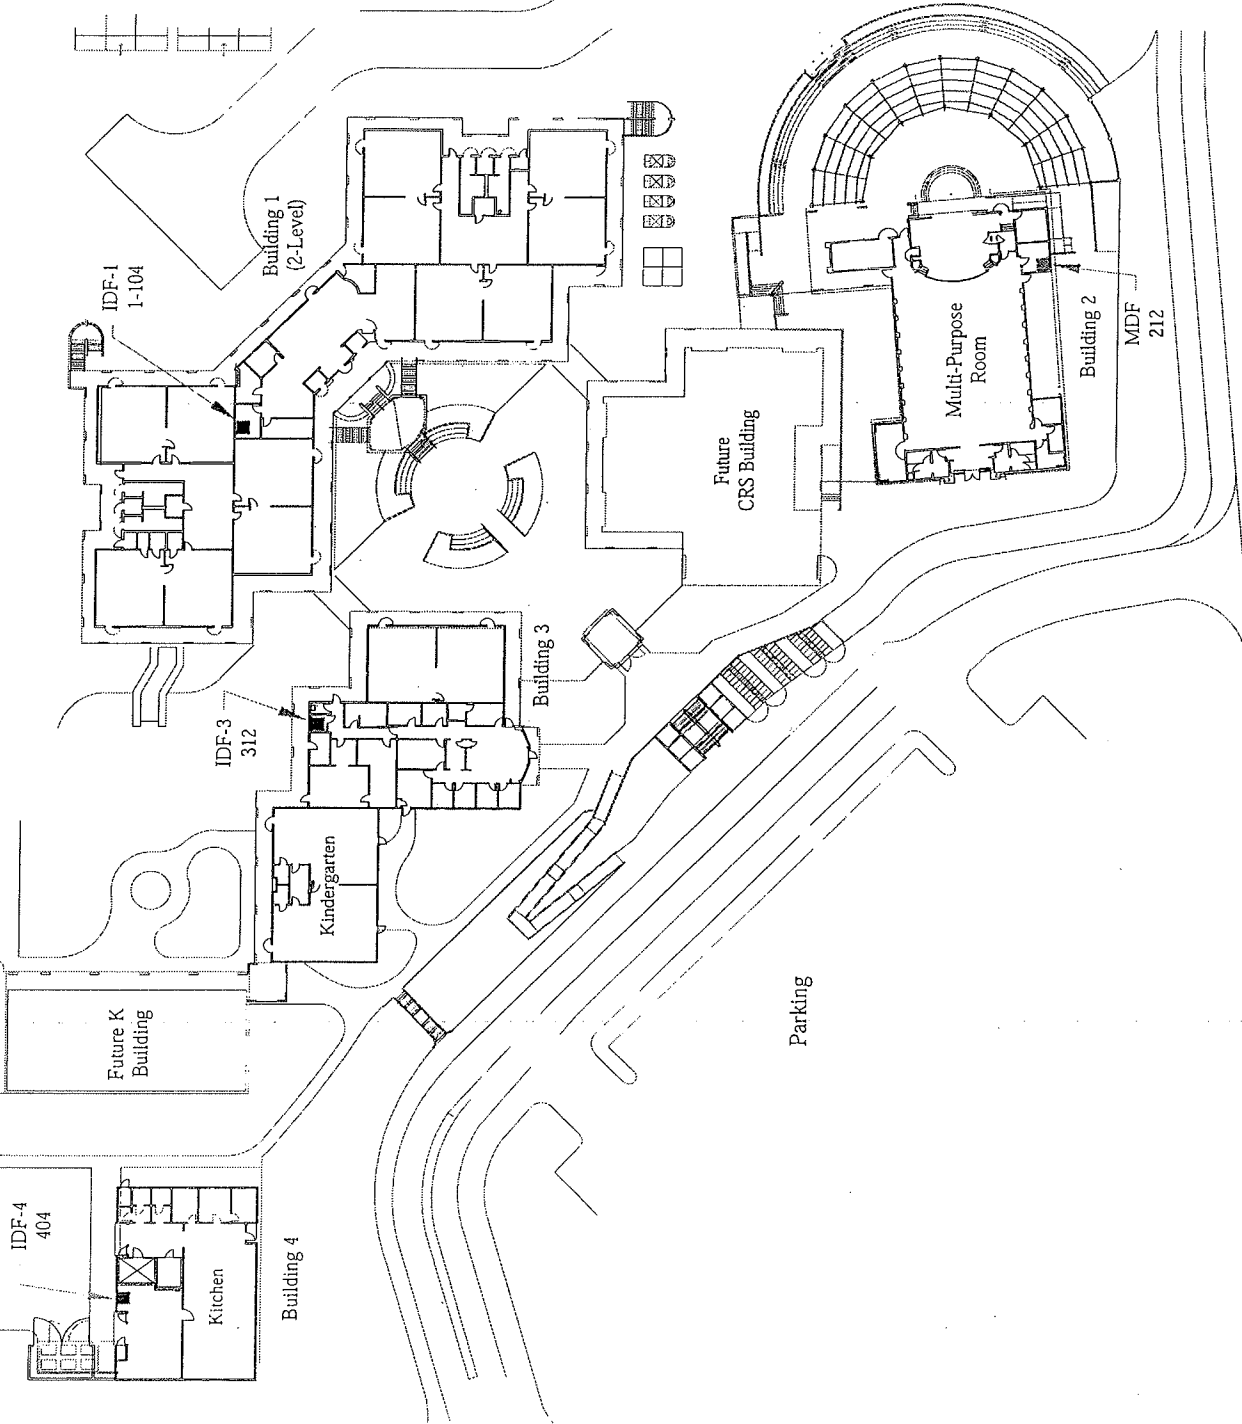 IDF-4
404
Kitchen
Building 4
Future K
Building
Kindergarten
IDF-3
312
Building 3
IDF-1
1-104
Building 1
(2-Level)
Future
CRS Building
Multi-Purpose
Room
Building 2
MDF
212
Parking